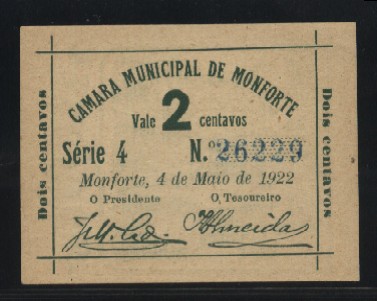 CAMARA MUNICIPAL DE MONFORTE
Vale 2 centavos
Série 4 N.º 26229
Monforte, 4 de Maio de 1922
O Presidente O, Tesoureiro
Almeida
Dois centavos
Dois centavos